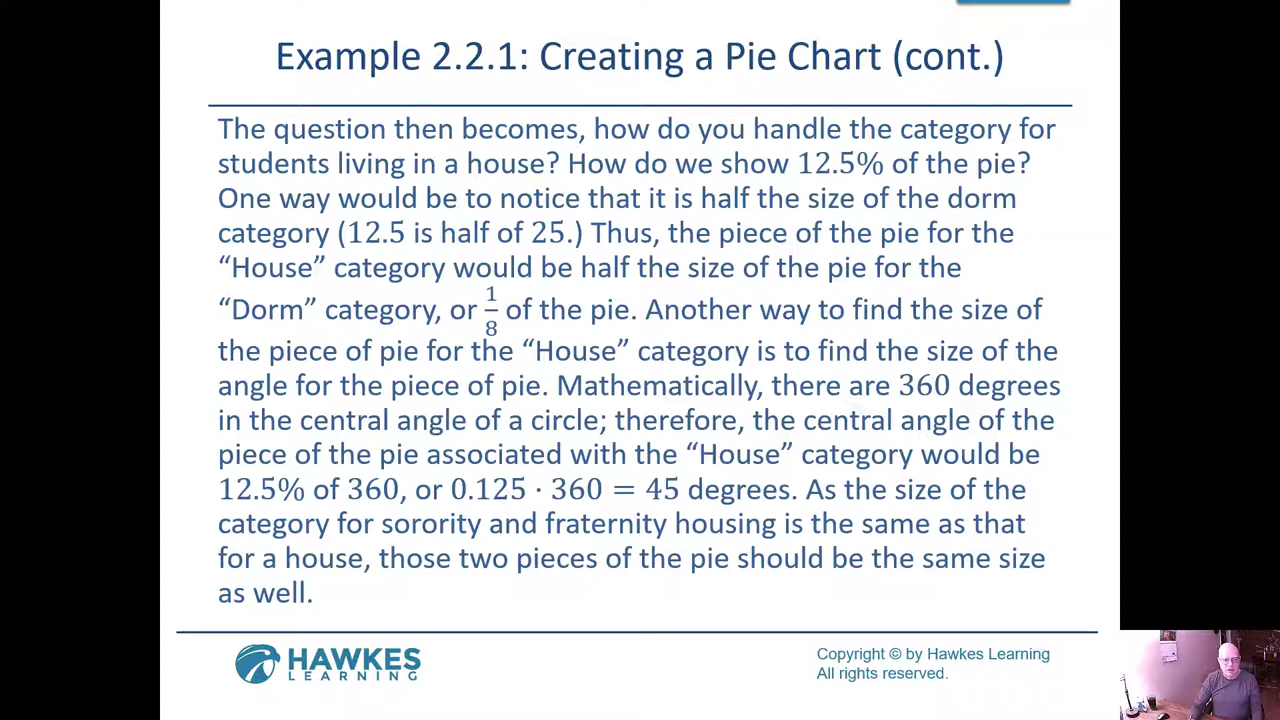 Example 2.2.1: Creating a Pie Chart (cont.)
The question then becomes, how do you handle the category for
students living in a house? How do we show 12.5% of the pie?
One way would be to notice that it is half the size of the dorm
category (12.5 is half of 25.) Thus, the piece of the pie for the
“House” category would be half the size of the pie for the
“Dorm” category, or 1/8 of the pie. Another way to find the size of
the piece of pie for the “House” category is to find the size of the
angle for the piece of pie. Mathematically, there are 360 degrees
in the central angle of a circle; therefore, the central angle of the
piece of the pie associated with the “House” category would be
12.5% of 360, or 0.125 · 360 = 45 degrees. As the size of the
category for sorority and fraternity housing is the same as that
for a house, those two pieces of the pie should be the same size
as well.
HAWKES
LEARNING
Copyright © by Hawkes Learning
All rights reserved.